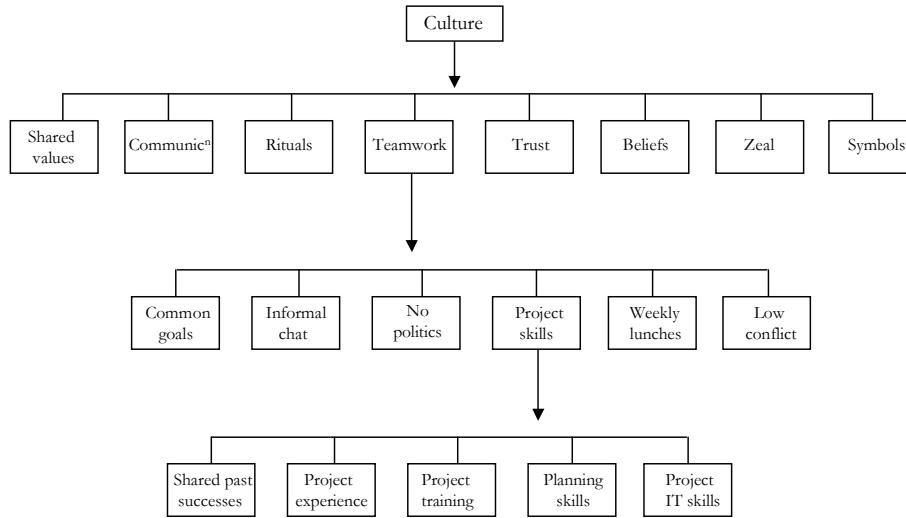 Culture
Shared
values
Communicⁿ
Rituals
Teamwork
Trust
Beliefs
Zeal
Symbols
Common
goals
Informal
chat
No
politics
Project
skills
Weekly
lunches
Low
conflict
Shared past
successes
Project
experience
Project
training
Planning
skills
Project
IT skills